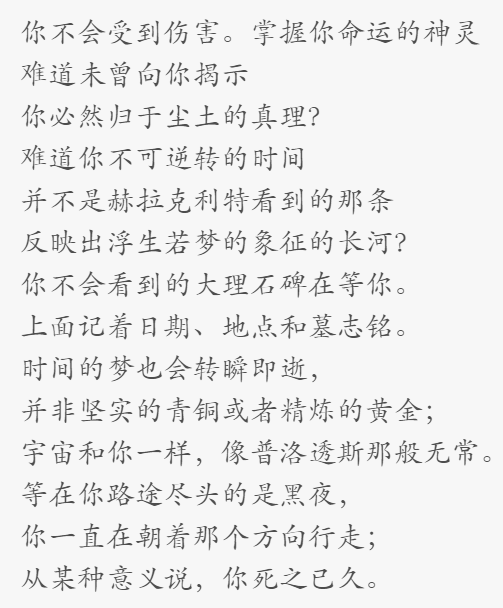 你不会受到伤害。掌握你命运的神灵
难道未曾向你揭示
你必然归于尘土的真理？
难道你不可逆转的时间
并不是赫拉克利特看到的那条
反映出浮生若梦的象征的长河？
你不会看到的大理石碑在等你。
上面记着日期、地点和墓志铭。
时间的梦也会转瞬即逝，
并非坚实的青铜或者精炼的黄金；
宇宙和你一样，像普洛透斯那般无常。
等在你路途尽头的是黑夜，
你一直在朝着那个方向行走；
从某种意义说，你死之已久。